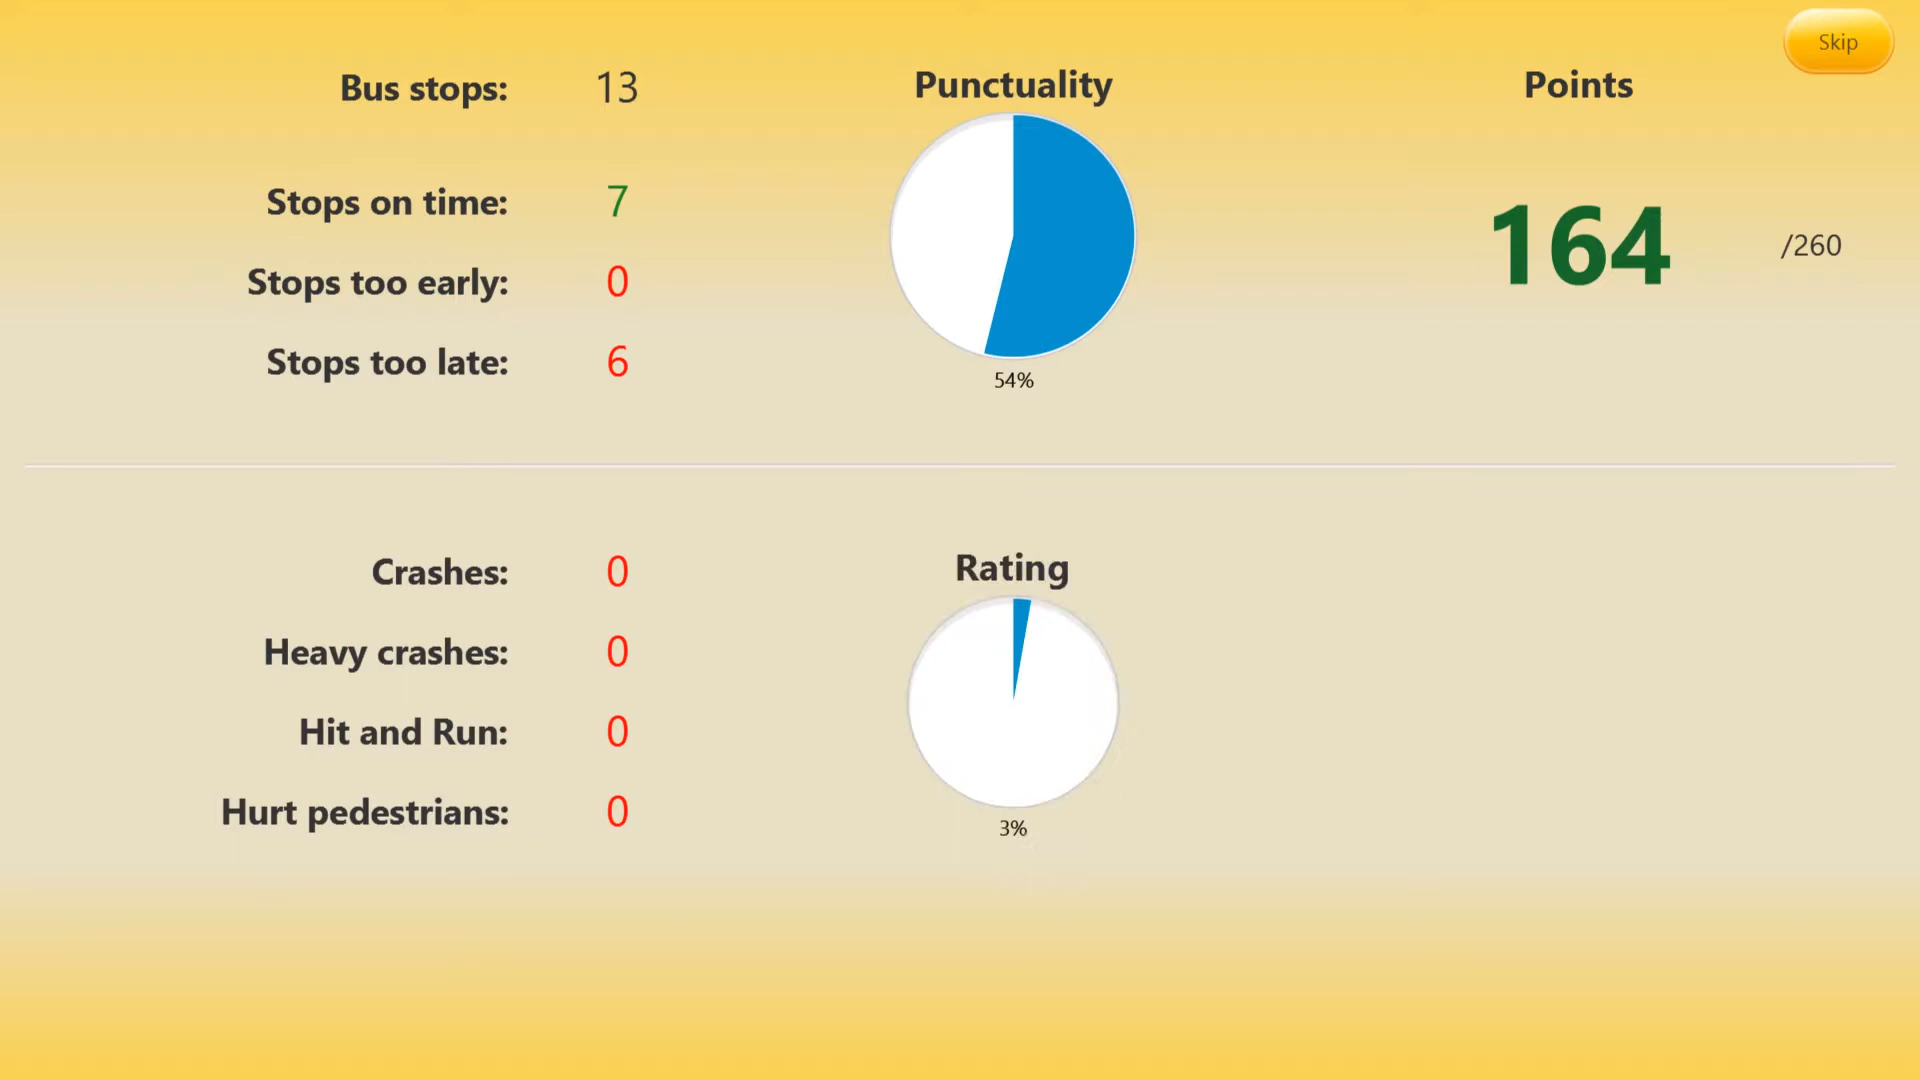 Skip
Bus stops: 13
Punctuality
Points
Stops on time: 7
164 /260
Stops too early: 0
Stops too late: 6
54%
Crashes: 0
Rating
Heavy crashes: 0
Hit and Run: 0
Hurt pedestrians: 0
3%